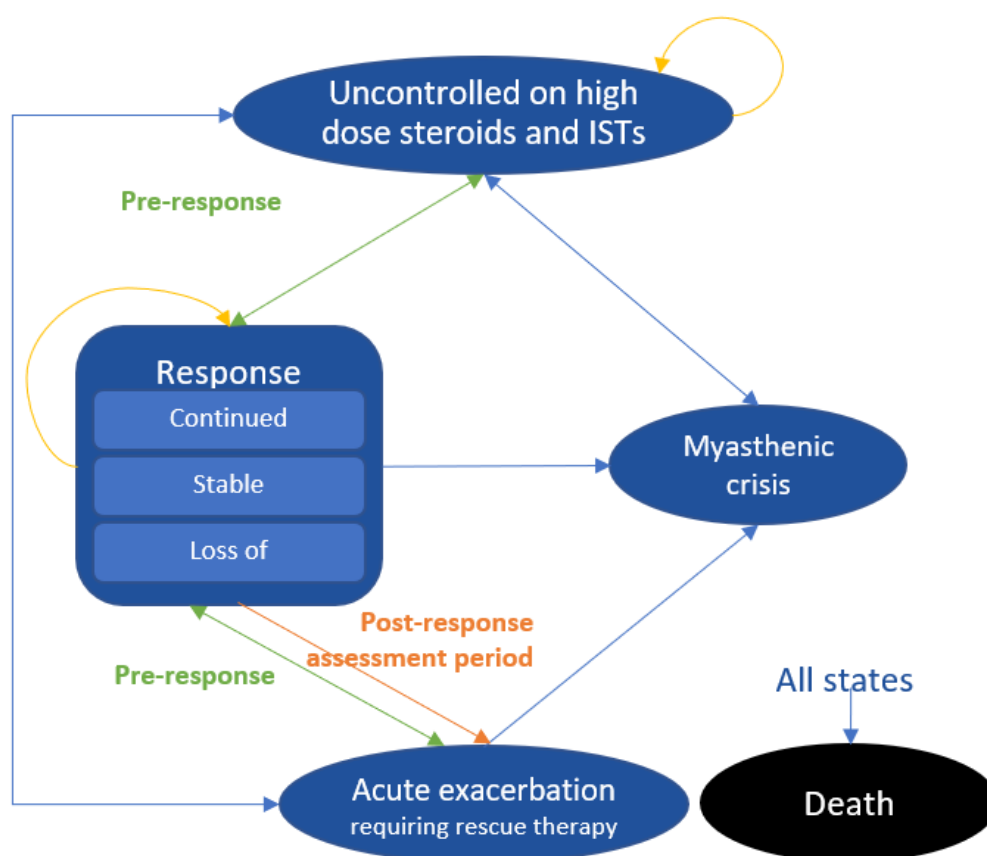 Uncontrolled on high
dose steroids and ISTs
Pre-response
Response
Continued
Stable
Loss of
Myasthenic
crisis
Post-response
assessment period
Pre-response
All states
Acute exacerbation
requiring rescue therapy
Death